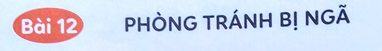 Bài 12 PHÒNG TRÁNH BỊ NGÃ